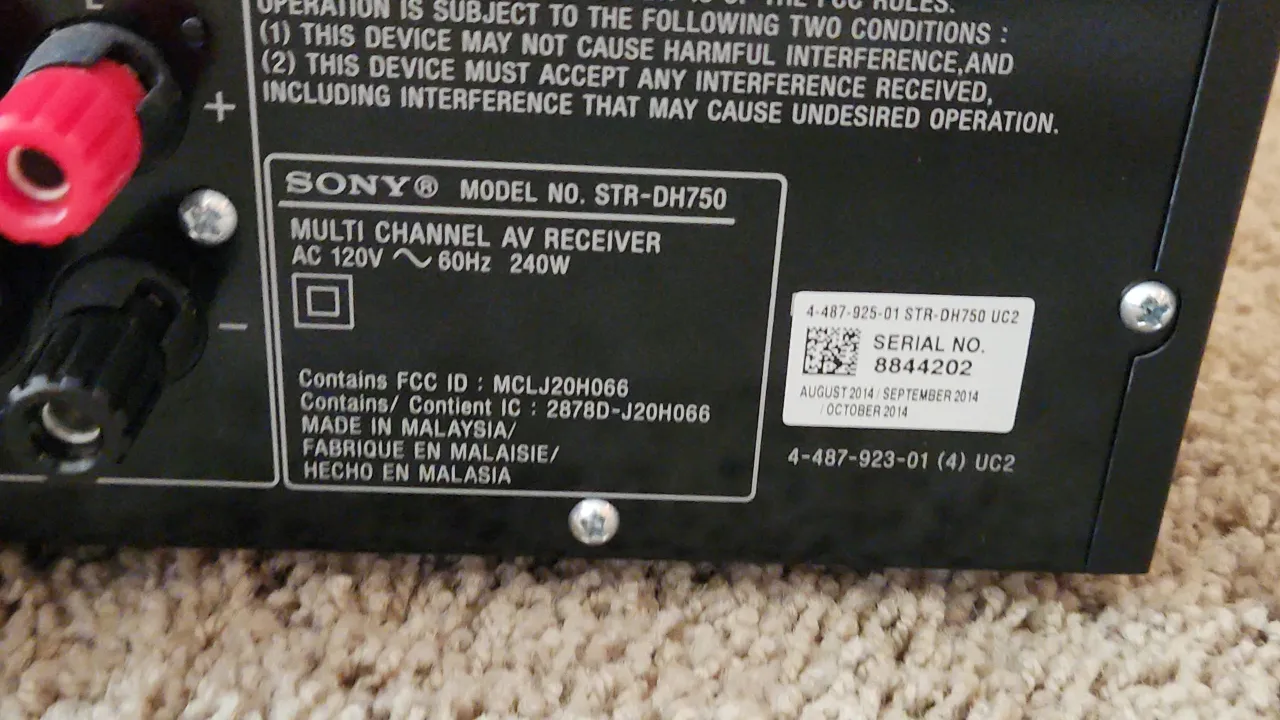 OPERATION IS SUBJECT TO THE FOLLOWING TWO CONDITIONS :
(1) THIS DEVICE MAY NOT CAUSE HARMFUL INTERFERENCE,AND
(2) THIS DEVICE MUST ACCEPT ANY INTERFERENCE RECEIVED,
INCLUDING INTERFERENCE THAT MAY CAUSE UNDESIRED OPERATION.
+
−
SONY® MODEL NO. STR-DH750
MULTI CHANNEL AV RECEIVER
AC 120V ~ 60Hz 240W
Contains FCC ID : MCLJ20H066
Contains/ Contient IC : 2878D-J20H066
MADE IN MALAYSIA/
FABRIQUE EN MALAISIE/
HECHO EN MALASIA
4-487-925-01 STR-DH750 UC2
SERIAL NO.
8844202
AUGUST 2014 / SEPTEMBER 2014
/ OCTOBER 2014
4-487-923-01 (4) UC2